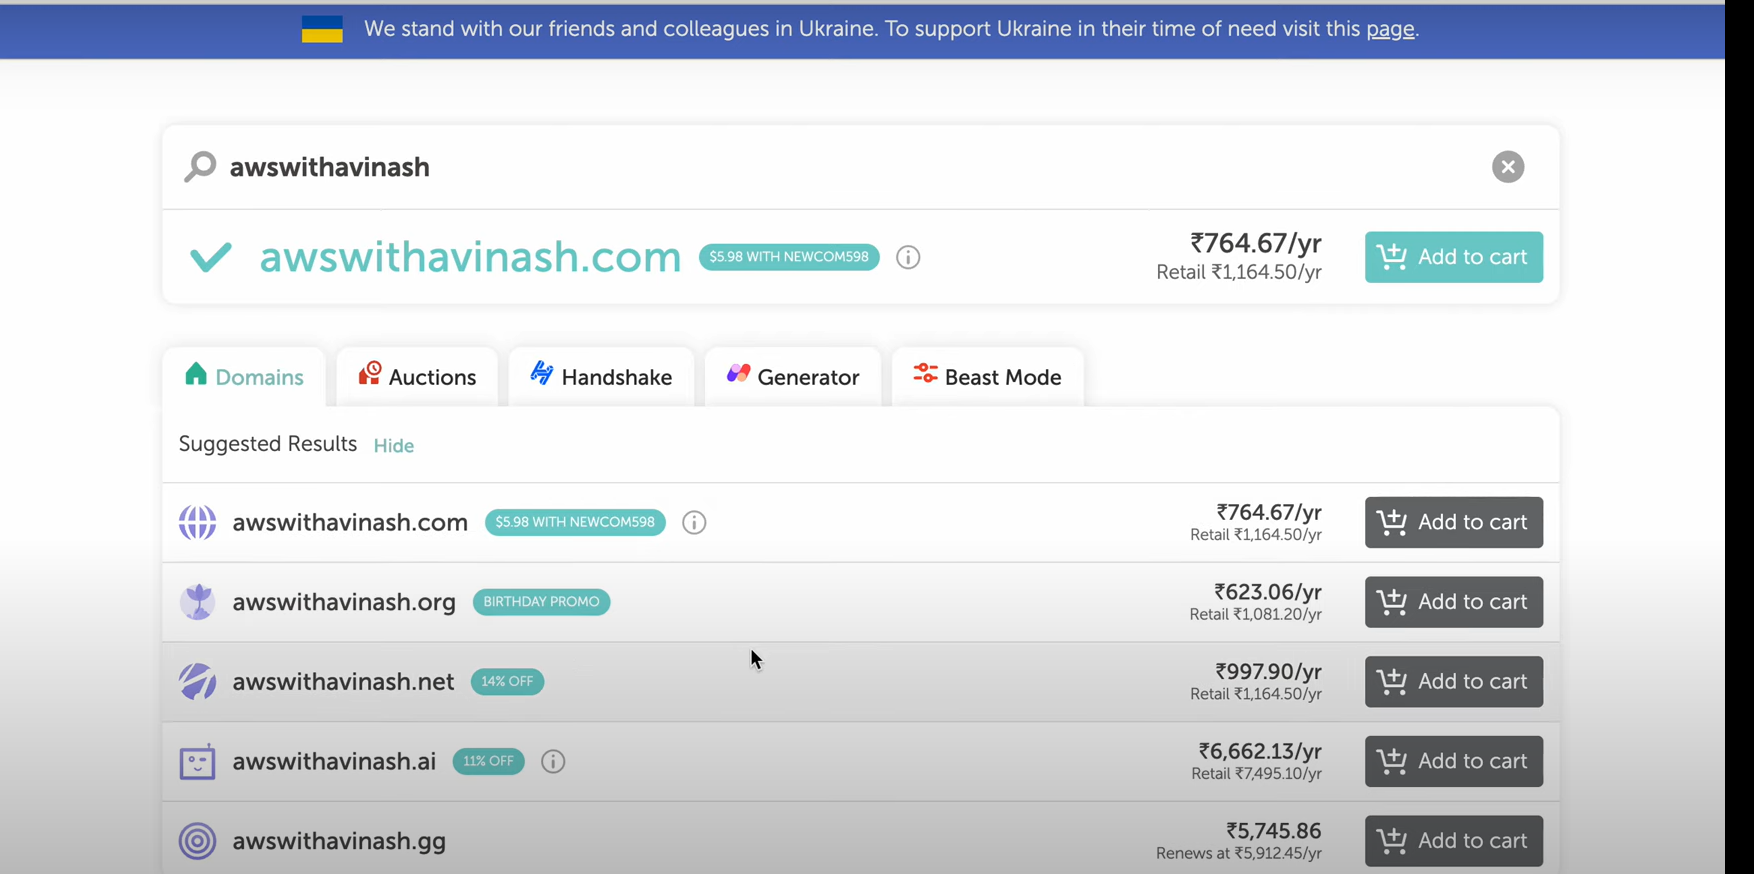 We stand with our friends and colleagues in Ukraine. To support Ukraine in their time of need visit this page.
awswithavinash
awswithavinash.com $5.98 WITH NEWCOM598 ₹764.67/yr Add to cart
Retail ₹1,164.50/yr
Domains Auctions Handshake Generator Beast Mode
Suggested Results Hide
awswithavinash.com $5.98 WITH NEWCOM598 ₹764.67/yr Add to cart
Retail ₹1,164.50/yr
awswithavinash.org BIRTHDAY PROMO ₹623.06/yr Add to cart
Retail ₹1,081.20/yr
awswithavinash.net 14% OFF ₹997.90/yr Add to cart
Retail ₹1,164.50/yr
awswithavinash.ai 11% OFF ₹6,662.13/yr Add to cart
Retail ₹7,495.10/yr
awswithavinash.gg ₹5,745.86 Add to cart
Renews at ₹5,912.45/yr